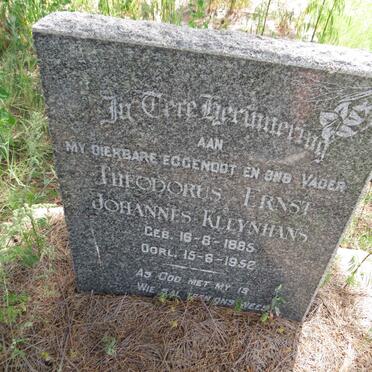 In Tere Herinnering
AAN
MY DIERBARE EGGENOOT EN ONS VADER
THEODORUS ERNST
JOHANNES KLEYNHANS
GEB. 16-8-1885
OORL. 15-6-1952
AS GOD MET MY IS
WIE SAL TEEN ONS WEES